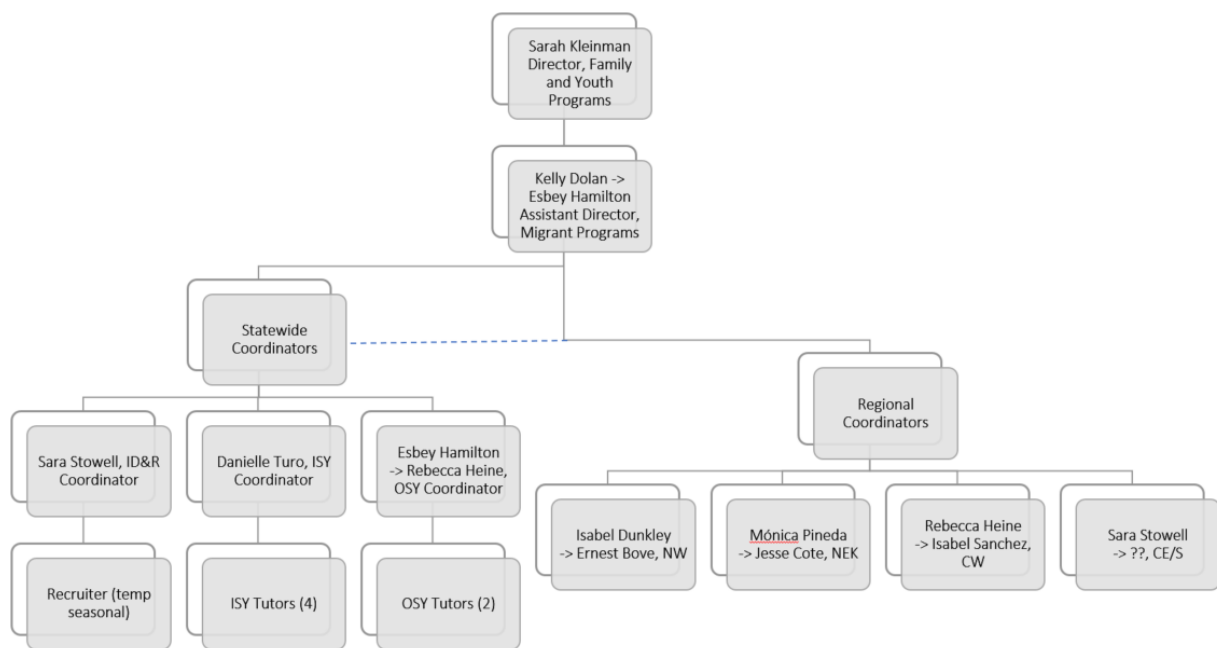 Sarah Kleinman
Director, Family
and Youth
Programs
Kelly Dolan ->
Esbey Hamilton
Assistant Director,
Migrant Programs
Statewide
Coordinators
Regional
Coordinators
Sara Stowell, ID&R
Coordinator
Danielle Turo, ISY
Coordinator
Esbey Hamilton
-> Rebecca Heine,
OSY Coordinator
Isabel Dunkley
-> Ernest Bove, NW
Mónica Pineda
-> Jesse Cote, NEK
Rebecca Heine
-> Isabel Sanchez,
CW
Sara Stowell
-> ??, CE/S
Recruiter (temp
seasonal)
ISY Tutors (4)
OSY Tutors (2)